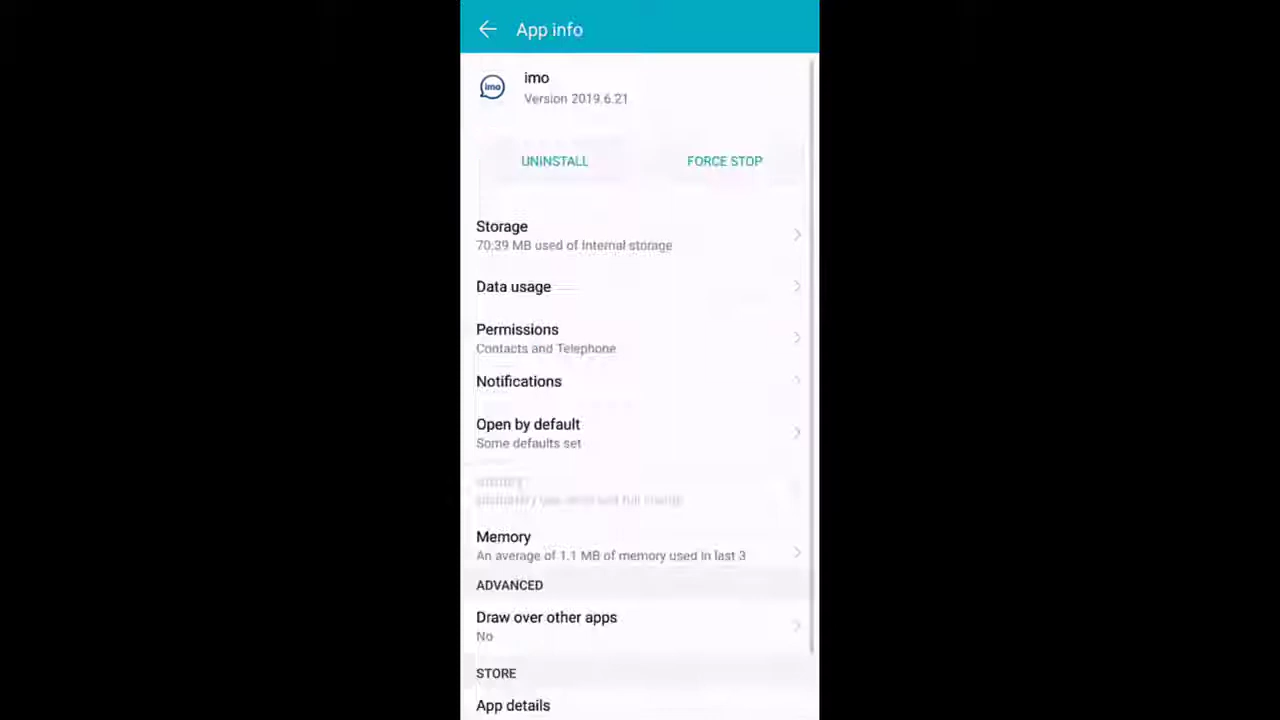 App info
imo
imo
Version 2019.6.21
UNINSTALL
FORCE STOP
Storage
70.39 MB used of Internal storage
Data usage
Permissions
Contacts and Telephone
Notifications
Open by default
Some defaults set
Memory
An average of 1.1 MB of memory used in last 3
ADVANCED
Draw over other apps
No
STORE
App details